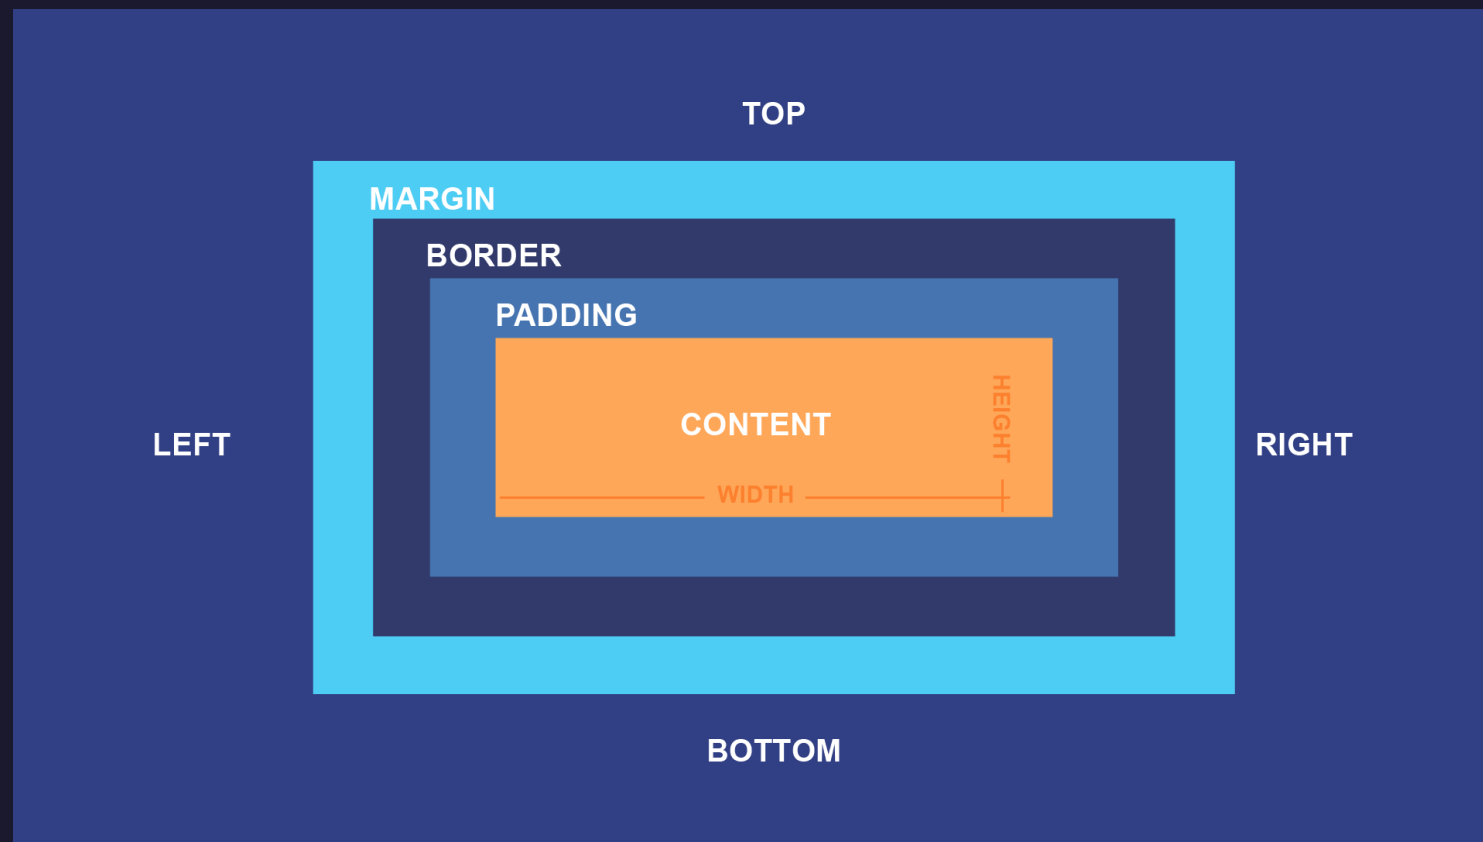 TOP
MARGIN
BORDER
PADDING
HEIGHT
CONTENT
LEFT
RIGHT
WIDTH
BOTTOM